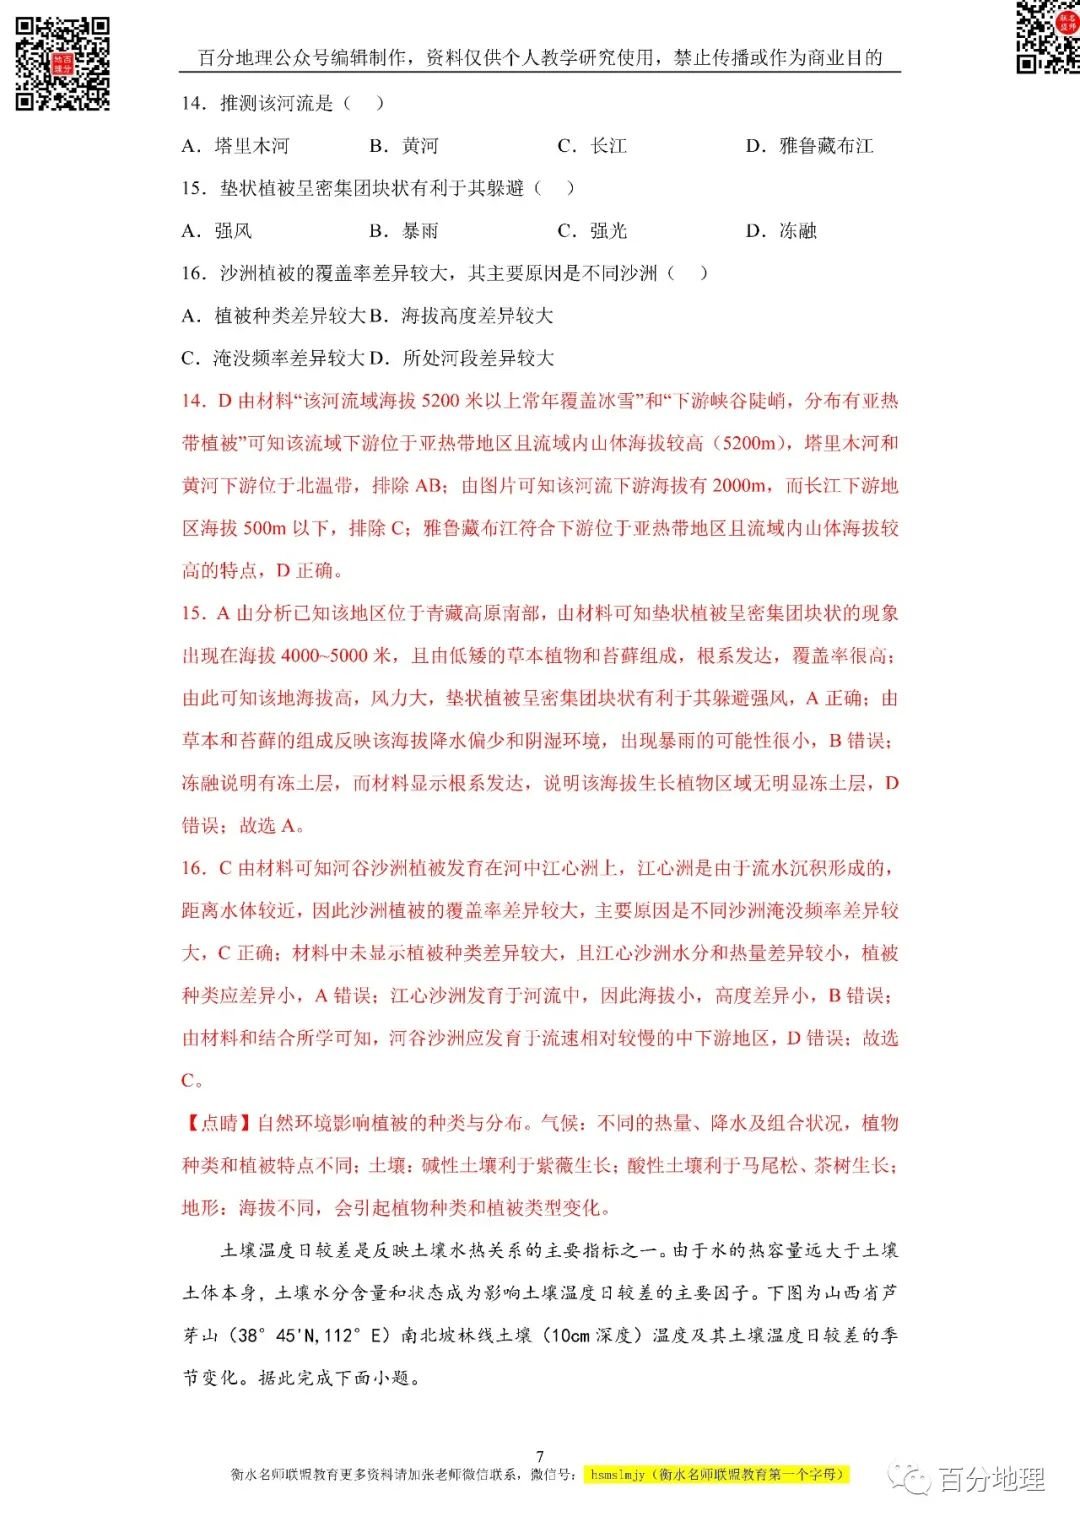 百分地理公众号编辑制作，资料仅供个人教学研究使用，禁止传播或作为商业目的
14．推测该河流是（　）
A．塔里木河　B．黄河　C．长江　D．雅鲁藏布江
15．垫状植被呈密集团块状有利于其躲避（　）
A．强风　B．暴雨　C．强光　D．冻融
16．沙洲植被的覆盖率差异较大，其主要原因是不同沙洲（　）
A．植被种类差异较大 B．海拔高度差异较大
C．淹没频率差异较大 D．所处河段差异较大
14．D 由材料“该河流域海拔 5200 米以上常年覆盖冰雪”和“下游峡谷陡峭，分布有亚热
带植被”可知该流域下游位于亚热带地区且流域内山体海拔较高（5200m），塔里木河和
黄河下游位于北温带，排除 AB；由图片可知该河流下游海拔有 2000m，而长江下游地
区海拔 500m 以下，排除 C；雅鲁藏布江符合下游位于亚热带地区且流域内山体海拔较
高的特点，D 正确。
15．A 由分析已知该地区位于青藏高原南部，由材料可知垫状植被呈密集团块状的现象
出现在海拔 4000~5000 米，且由低矮的草本植物和苔藓组成，根系发达，覆盖率很高；
由此可知该地海拔高，风力大，垫状植被呈密集团块状有利于其躲避强风，A 正确；由
草本和苔藓的组成反映该海拔降水偏少和阴湿环境，出现暴雨的可能性很小，B 错误；
冻融说明有冻土层，而材料显示根系发达，说明该海拔生长植物区域无明显冻土层，D
错误；故选 A。
16．C 由材料可知河谷沙洲植被发育在河中江心洲上，江心洲是由于流水沉积形成的，
距离水体较近，因此沙洲植被的覆盖率差异较大，主要原因是不同沙洲淹没频率差异较
大，C 正确；材料中未显示植被种类差异较大，且江心沙洲水分和热量差异较小，植被
种类应差异小，A 错误；江心沙洲发育于河流中，因此海拔小，高度差异小，B 错误；
由材料和结合所学可知，河谷沙洲应发育于流速相对较慢的中下游地区，D 错误；故选
C。
【点睛】自然环境影响植被的种类与分布。气候：不同的热量、降水及组合状况，植物
种类和植被特点不同；土壤：碱性土壤利于紫薇生长；酸性土壤利于马尾松、茶树生长；
地形：海拔不同，会引起植物种类和植被类型变化。
土壤温度日较差是反映土壤水热关系的主要指标之一。由于水的热容量远大于土壤
土体本身，土壤水分含量和状态成为影响土壤温度日较差的主要因子。下图为山西省芦
芽山（38°45'N,112°E）南北坡林线土壤（10cm 深度）温度及其土壤温度日较差的季
节变化。据此完成下面小题。
7
衡水名师联盟教育更多资料请加张老师微信联系，微信号： hsmslmjy（衡水名师联盟教育第一个字母）
百分地理